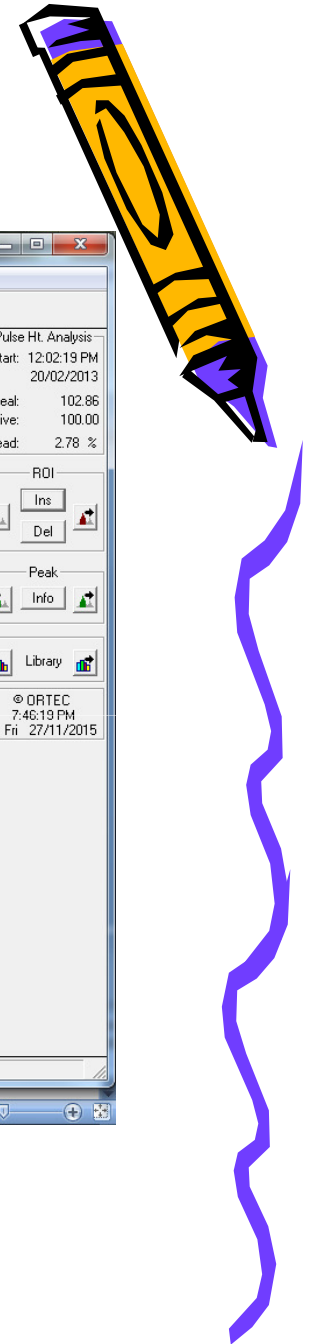 Pulse Ht. Analysis
12:02:19 PM
20/02/2013
102.86
100.00
2.78 %
ROI
Ins
Del
Peak
Info
Library
© ORTEC
7:46:19 PM
Fri 27/11/2015